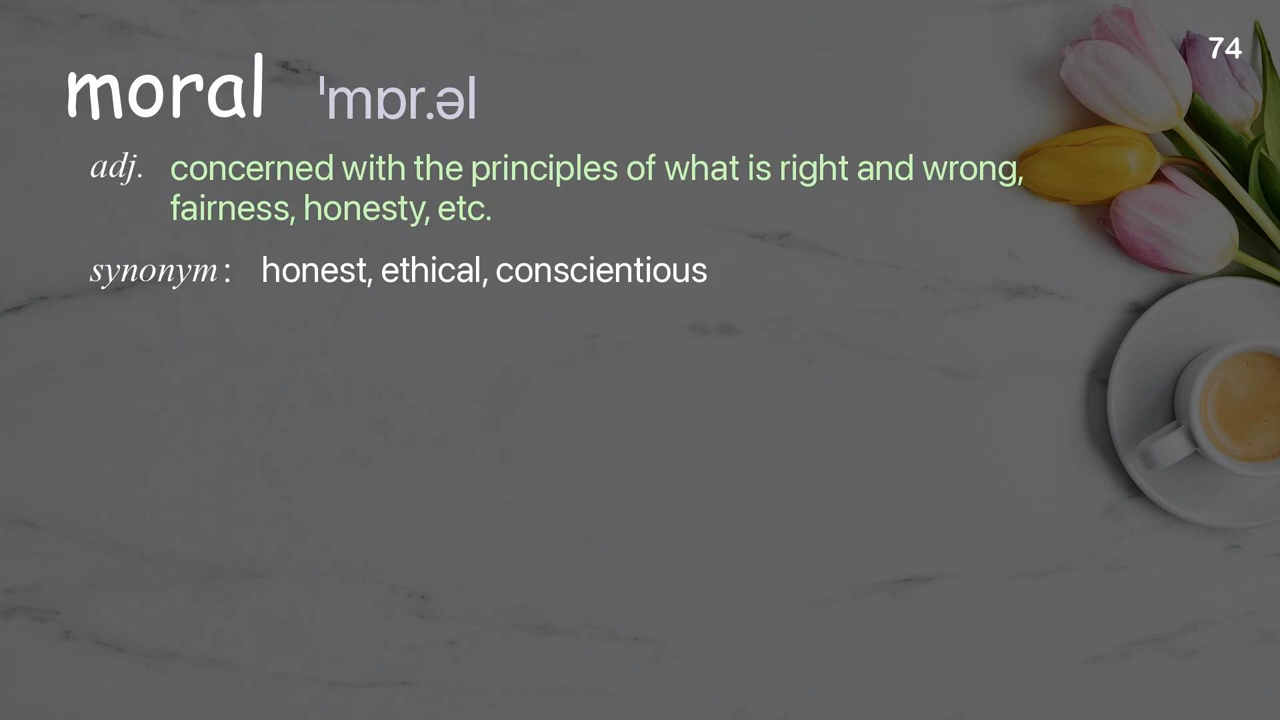 74
moral ˈmɒr.əl
adj. concerned with the principles of what is right and wrong,
fairness, honesty, etc.
synonym: honest, ethical, conscientious